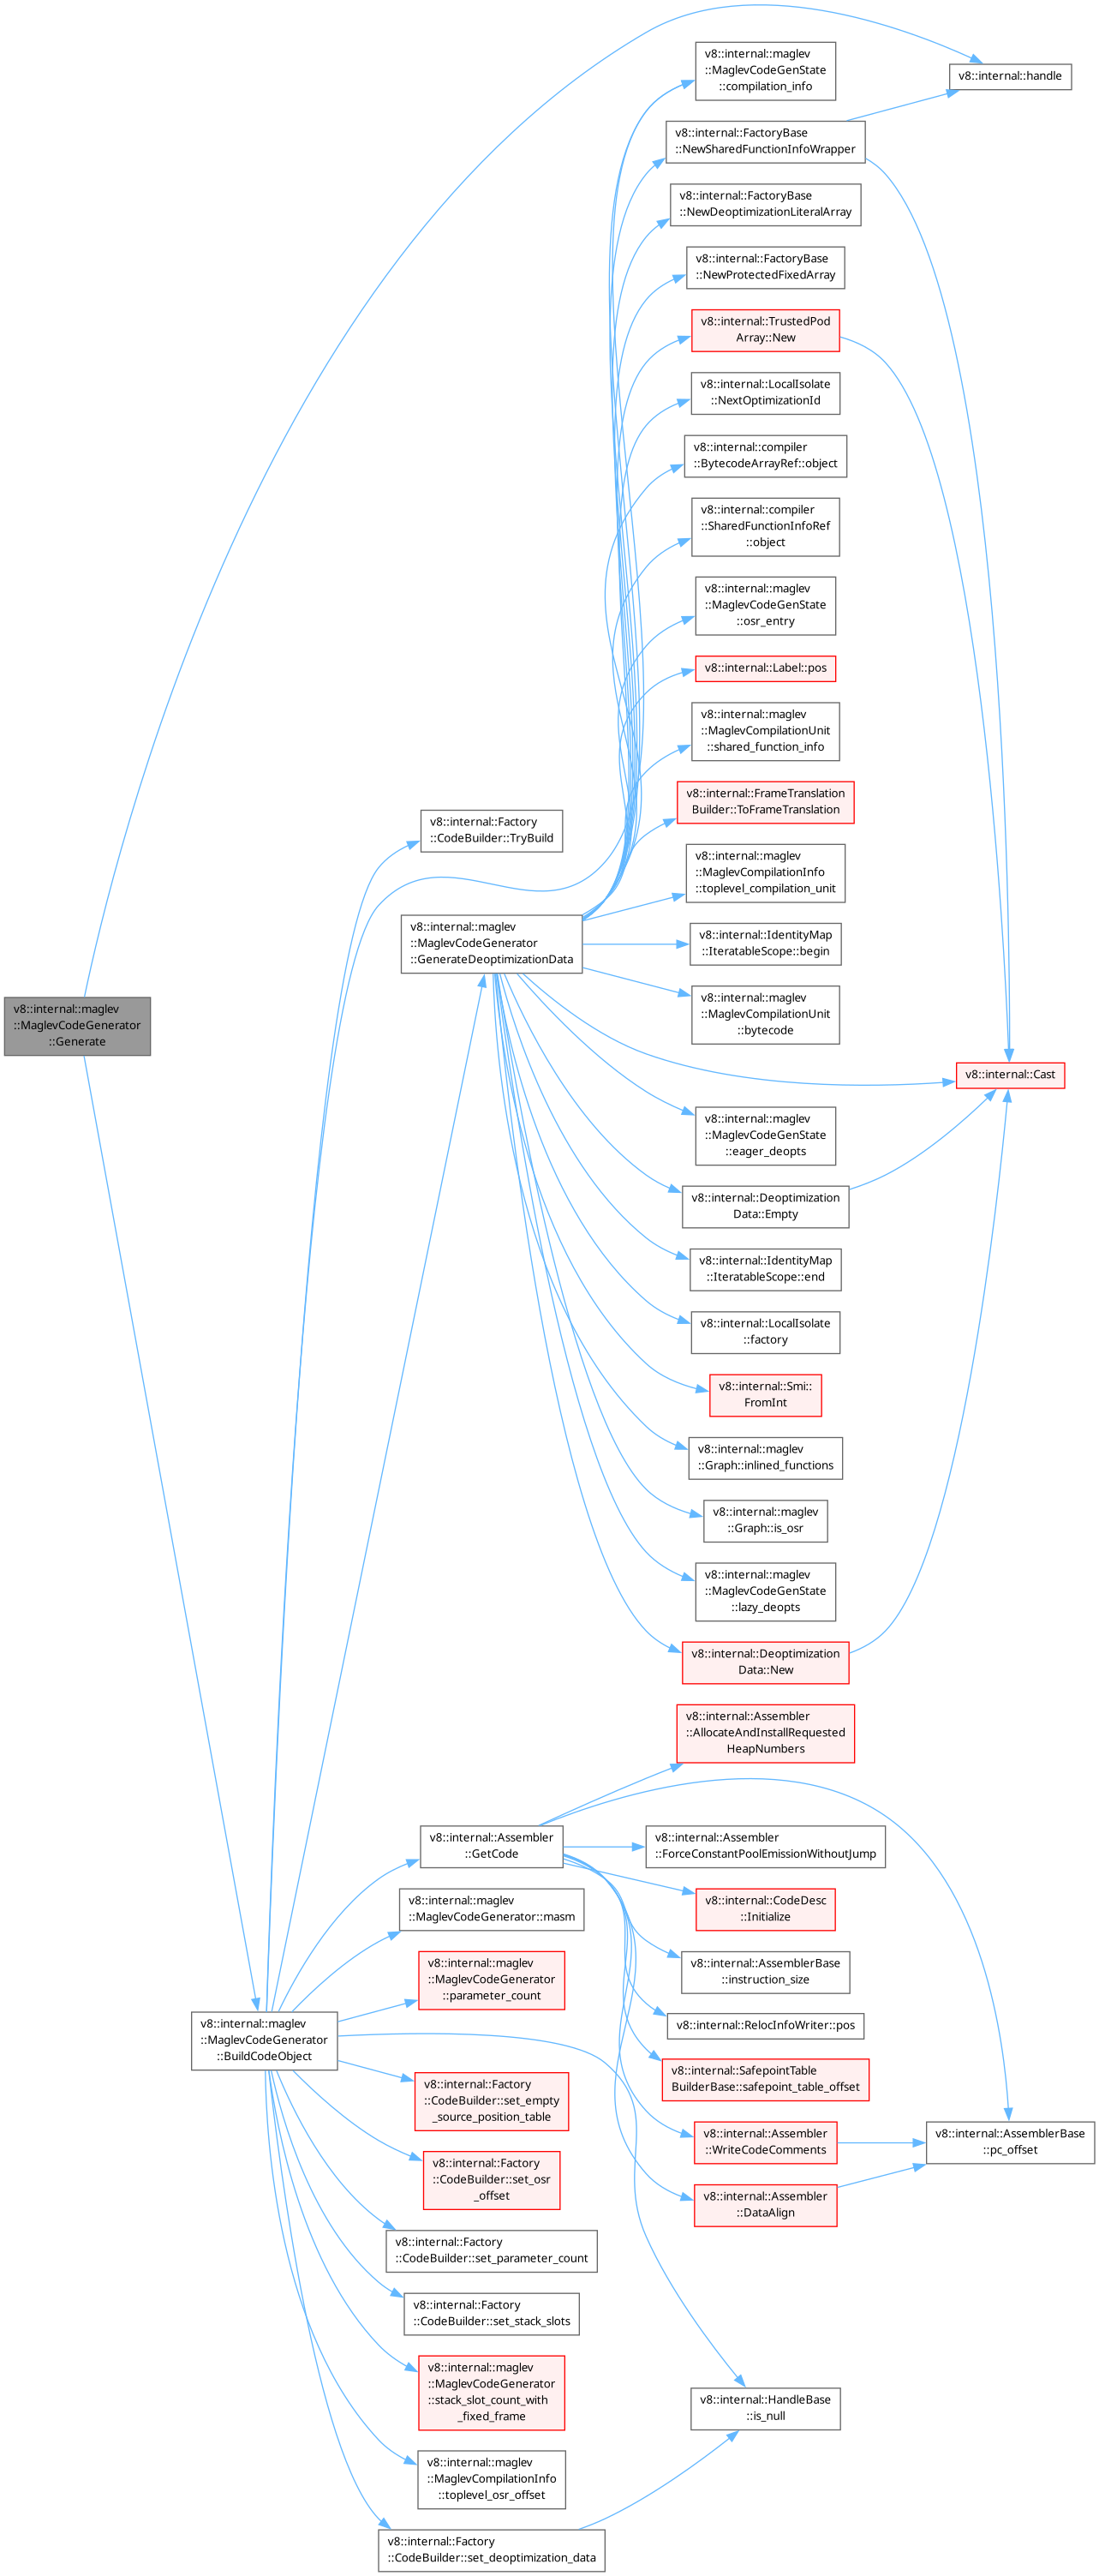 v8::internal::maglev
::MaglevCodeGenState
::compilation_info
v8::internal::handle
v8::internal::FactoryBase
::NewSharedFunctionInfoWrapper
v8::internal::FactoryBase
::NewDeoptimizationLiteralArray
v8::internal::FactoryBase
::NewProtectedFixedArray
v8::internal::TrustedPod
Array::New
v8::internal::LocalIsolate
::NextOptimizationId
v8::internal::compiler
::BytecodeArrayRef::object
v8::internal::compiler
::SharedFunctionInfoRef
::object
v8::internal::maglev
::MaglevCodeGenState
::osr_entry
v8::internal::Label::pos
v8::internal::maglev
::MaglevCompilationUnit
::shared_function_info
v8::internal::FrameTranslation
Builder::ToFrameTranslation
v8::internal::Factory
::CodeBuilder::TryBuild
v8::internal::maglev
::MaglevCompilationInfo
::toplevel_compilation_unit
v8::internal::maglev
::MaglevCodeGenerator
::GenerateDeoptimizationData
v8::internal::IdentityMap
::IteratableScope::begin
v8::internal::maglev
::MaglevCompilationUnit
::bytecode
v8::internal::maglev
::MaglevCodeGenerator
::Generate
v8::internal::Cast
v8::internal::maglev
::MaglevCodeGenState
::eager_deopts
v8::internal::Deoptimization
Data::Empty
v8::internal::IdentityMap
::IteratableScope::end
v8::internal::LocalIsolate
::factory
v8::internal::Smi::
FromInt
v8::internal::maglev
::Graph::inlined_functions
v8::internal::maglev
::Graph::is_osr
v8::internal::maglev
::MaglevCodeGenState
::lazy_deopts
v8::internal::Deoptimization
Data::New
v8::internal::Assembler
::AllocateAndInstallRequested
HeapNumbers
v8::internal::Assembler
::GetCode
v8::internal::Assembler
::ForceConstantPoolEmissionWithoutJump
v8::internal::CodeDesc
::Initialize
v8::internal::maglev
::MaglevCodeGenerator::masm
v8::internal::AssemblerBase
::instruction_size
v8::internal::maglev
::MaglevCodeGenerator
::parameter_count
v8::internal::RelocInfoWriter::pos
v8::internal::maglev
::MaglevCodeGenerator
::BuildCodeObject
v8::internal::SafepointTable
BuilderBase::safepoint_table_offset
v8::internal::Factory
::CodeBuilder::set_empty
_source_position_table
v8::internal::Assembler
::WriteCodeComments
v8::internal::AssemblerBase
::pc_offset
v8::internal::Factory
::CodeBuilder::set_osr
_offset
v8::internal::Assembler
::DataAlign
v8::internal::Factory
::CodeBuilder::set_parameter_count
v8::internal::Factory
::CodeBuilder::set_stack_slots
v8::internal::maglev
::MaglevCodeGenerator
::stack_slot_count_with
_fixed_frame
v8::internal::HandleBase
::is_null
v8::internal::maglev
::MaglevCompilationInfo
::toplevel_osr_offset
v8::internal::Factory
::CodeBuilder::set_deoptimization_data